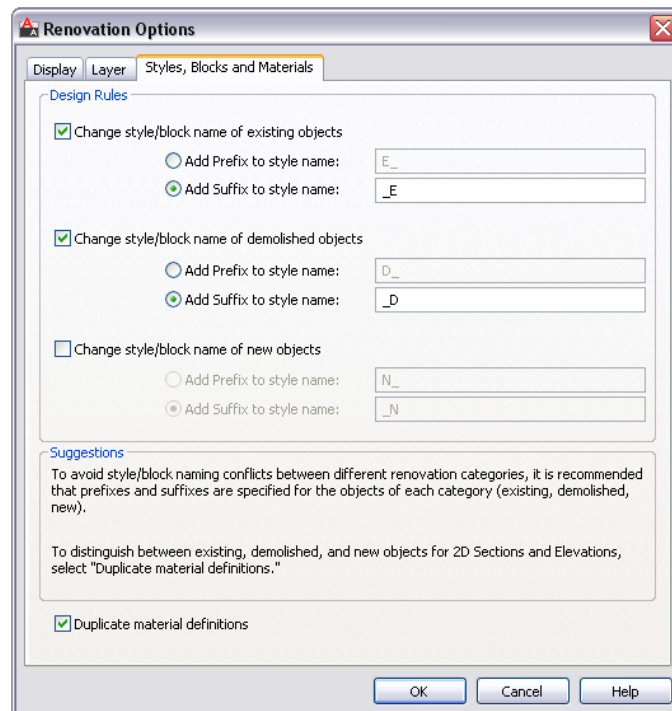 Renovation Options
Display Layer Styles, Blocks and Materials
Design Rules
Change style/block name of existing objects
Add Prefix to style name: E_
Add Suffix to style name: _E
Change style/block name of demolished objects
Add Prefix to style name: D_
Add Suffix to style name: _D
Change style/block name of new objects
Add Prefix to style name: N_
Add Suffix to style name: _N
Suggestions
To avoid style/block naming conflicts between different renovation categories, it is recommended
that prefixes and suffixes are specified for the objects of each category (existing, demolished,
new).
To distinguish between existing, demolished, and new objects for 2D Sections and Elevations,
select "Duplicate material definitions."
Duplicate material definitions
OK Cancel Help